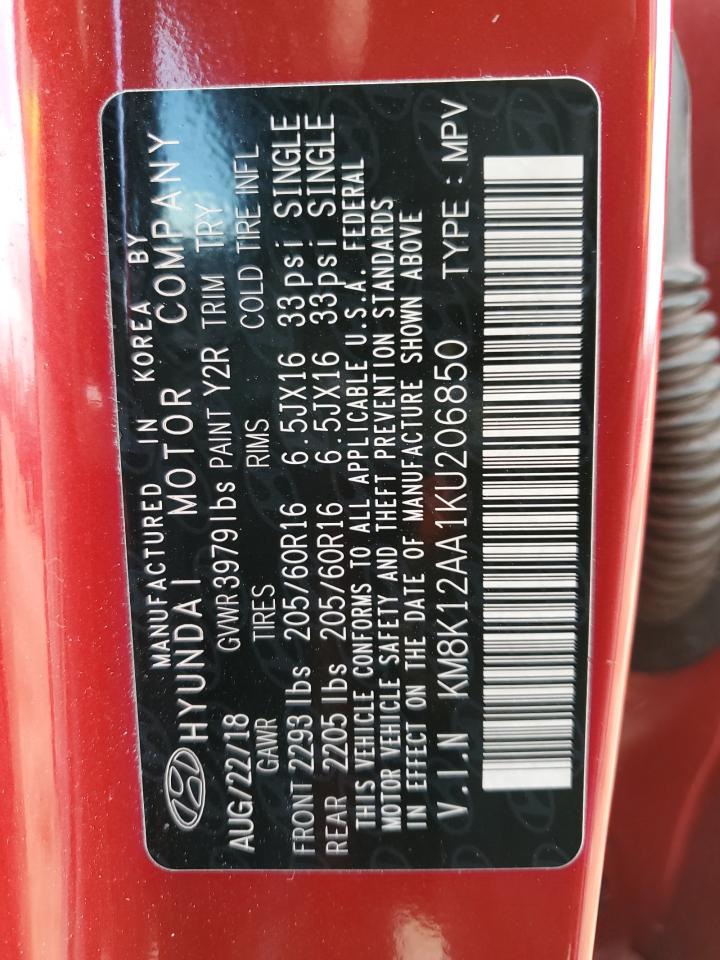 MANUFACTURED IN KOREA BY
HYUNDAI MOTOR COMPANY
AUG/22/18 GVWR 3979lbs PAINT Y2R TRIM TRY
GAWR TIRES RIMS COLD TIRE INFL
FRONT 2293 lbs 205/60R16 6.5JX16 33psi SINGLE
REAR 2205 lbs 205/60R16 6.5JX16 33psi SINGLE
THIS VEHICLE CONFORMS TO ALL APPLICABLE U.S.A. FEDERAL
MOTOR VEHICLE SAFETY AND THEFT PREVENTION STANDARDS
IN EFFECT ON THE DATE OF MANUFACTURE SHOWN ABOVE
V.I.N KM8K12AA1KU206850 TYPE : MPV